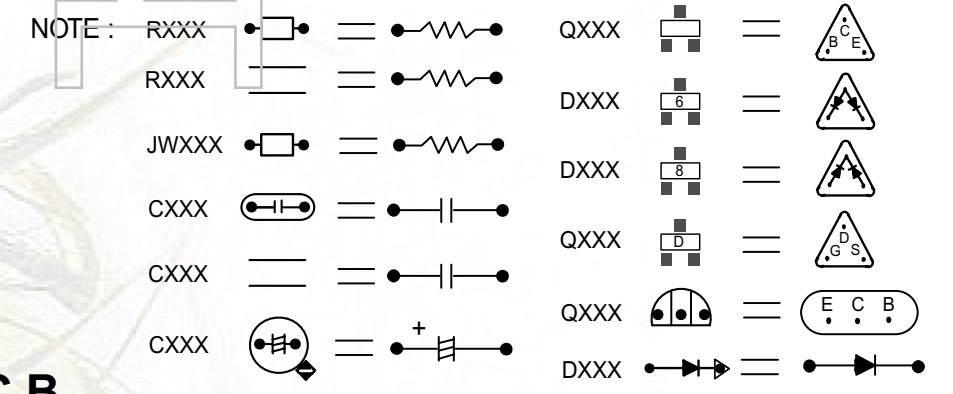 NOTE : RXXX
RXXX
JWXXX
CXXX
CXXX
CXXX +
QXXX C B E
DXXX 6
DXXX 8
QXXX D D G S
QXXX E C B
DXXX
C B